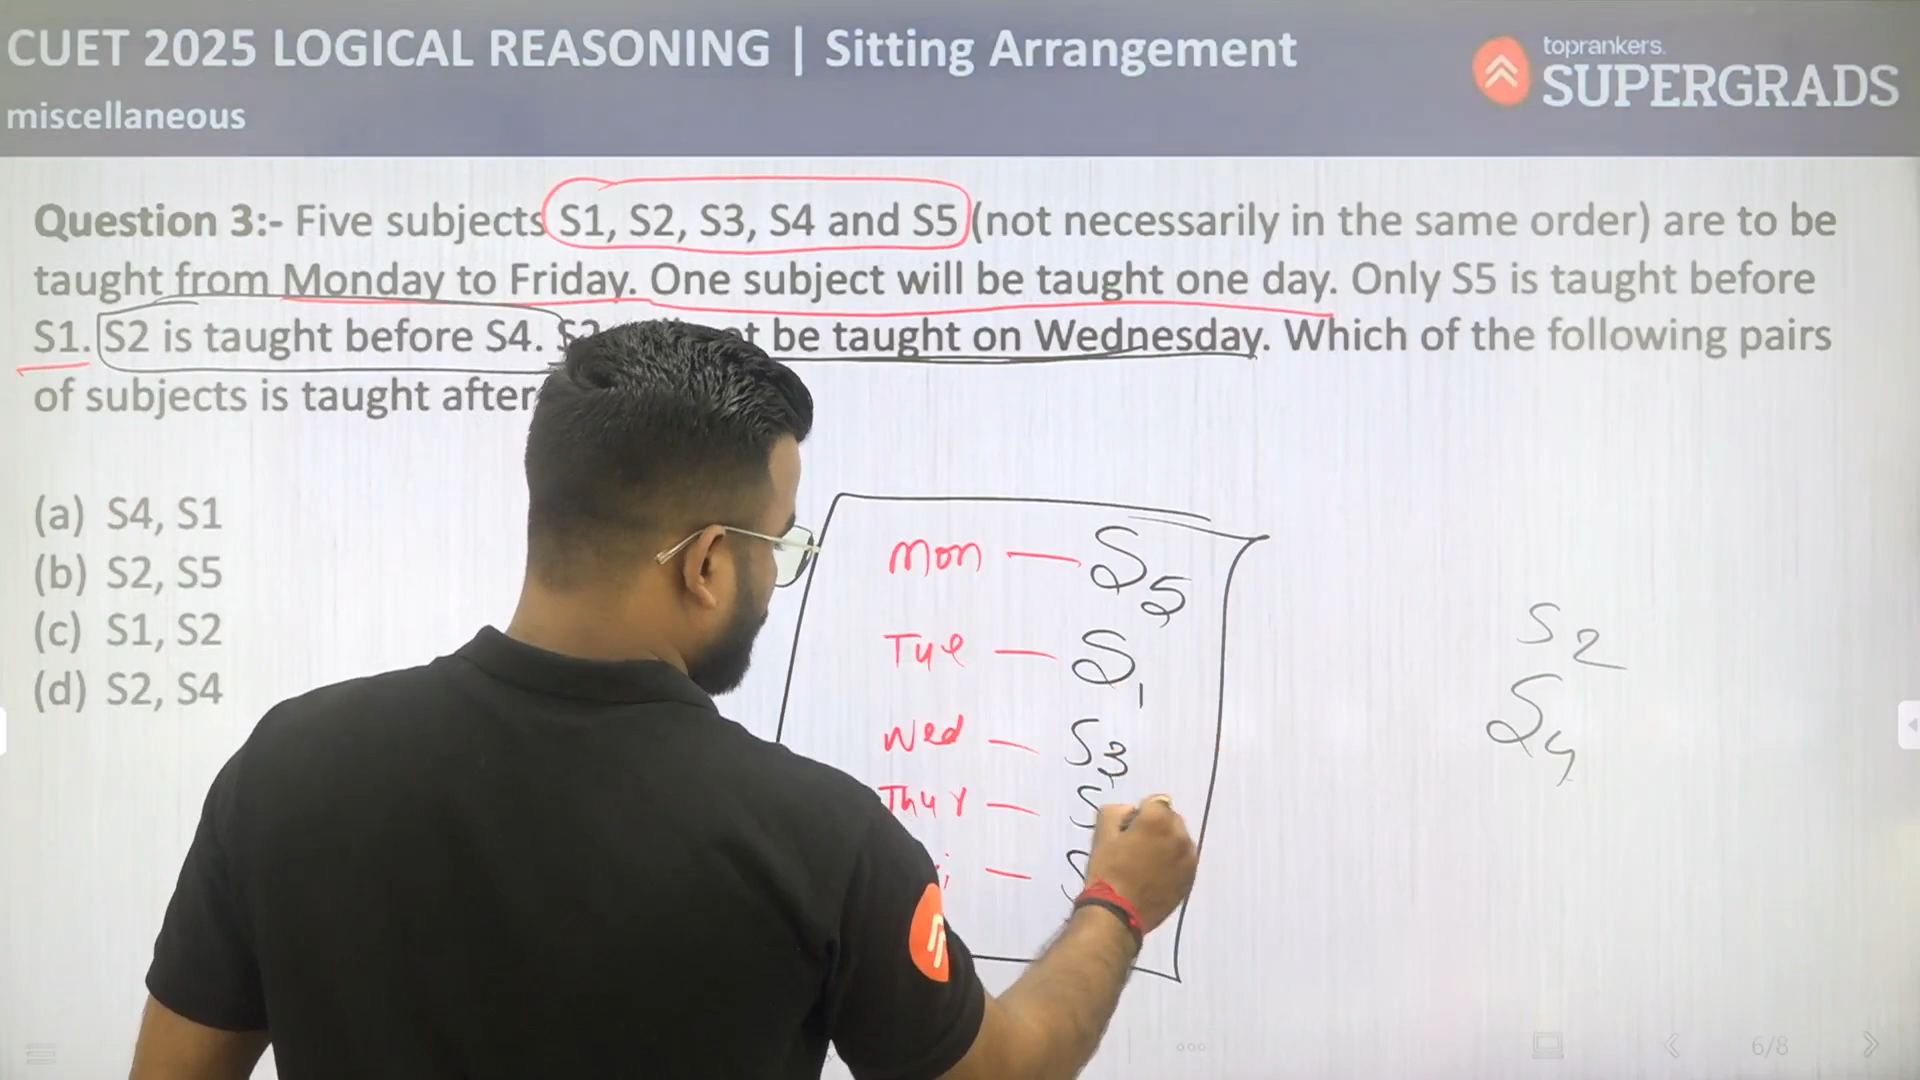 CUET 2025 LOGICAL REASONING | Sitting Arrangement
miscellaneous
toprankers.
SUPERGRADS
Question 3:- Five subjects S1, S2, S3, S4 and S5 (not necessarily in the same order) are to be
taught from Monday to Friday. One subject will be taught one day. Only S5 is taught before
S1. S2 is taught before S4. be taught on Wednesday. Which of the following pairs
of subjects is taught after
(a) S4, S1
(b) S2, S5
(c) S1, S2
(d) S2, S4
Mon — S5
Tue — S1
Wed — S3
Thur — S
— S
S2
S4
6/8